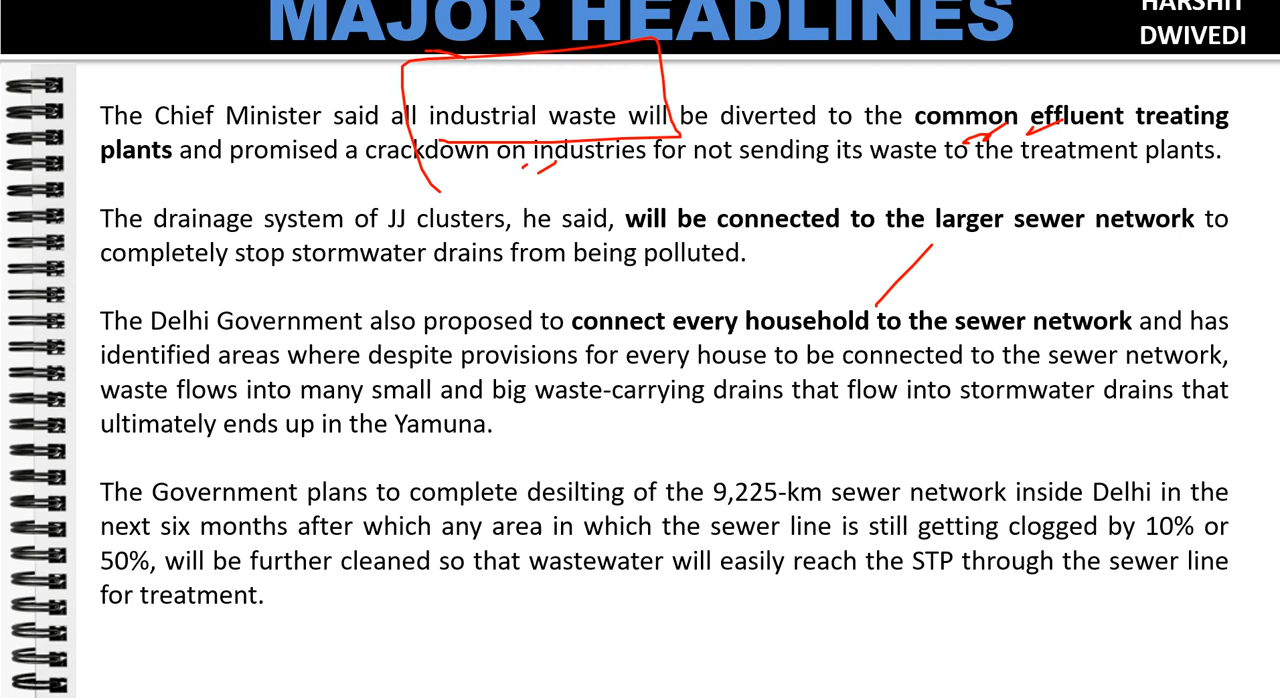 MAJOR HEADLINES
HARSHIT
DWIVEDI
The Chief Minister said all industrial waste will be diverted to the common effluent treating
plants and promised a crackdown on industries for not sending its waste to the treatment plants.
The drainage system of JJ clusters, he said, will be connected to the larger sewer network to
completely stop stormwater drains from being polluted.
The Delhi Government also proposed to connect every household to the sewer network and has
identified areas where despite provisions for every house to be connected to the sewer network,
waste flows into many small and big waste-carrying drains that flow into stormwater drains that
ultimately ends up in the Yamuna.
The Government plans to complete desilting of the 9,225-km sewer network inside Delhi in the
next six months after which any area in which the sewer line is still getting clogged by 10% or
50%, will be further cleaned so that wastewater will easily reach the STP through the sewer line
for treatment.